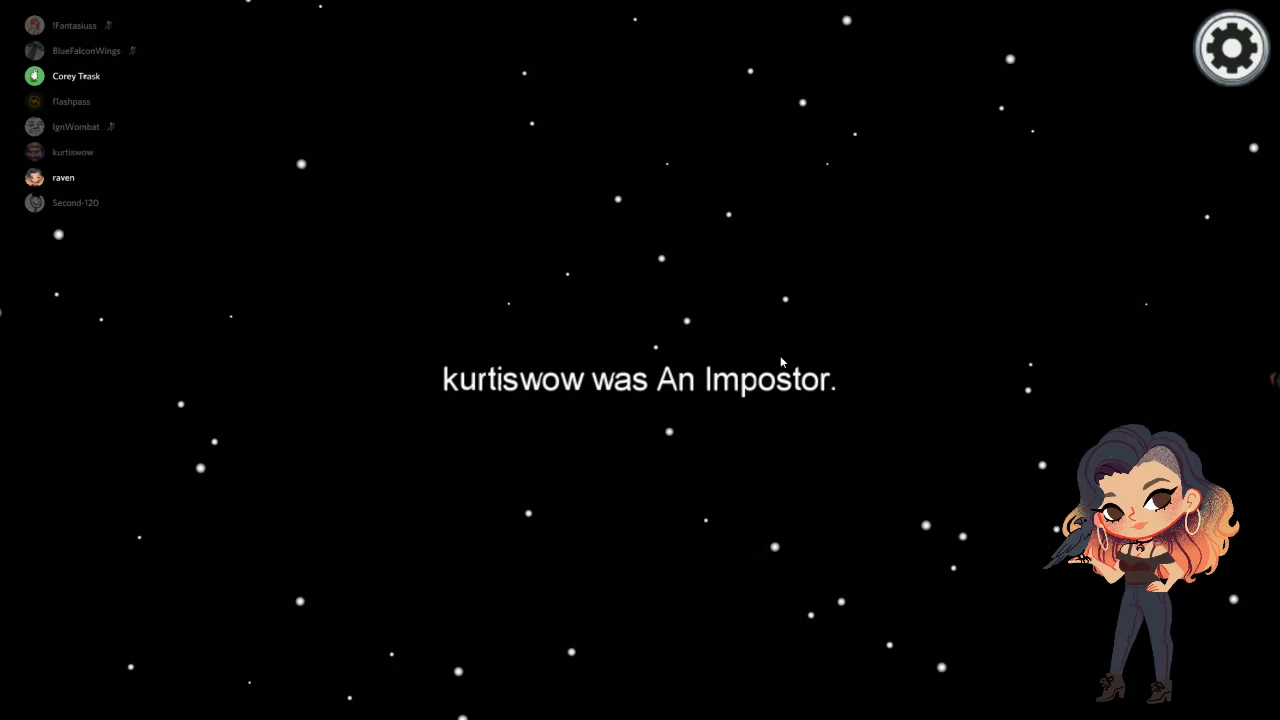 !Fantasiuss
BlueFalconWings
Corey Trask
flashpass
IgnWombat
kurtiswow
raven
Second-120
kurtiswow was An Impostor.